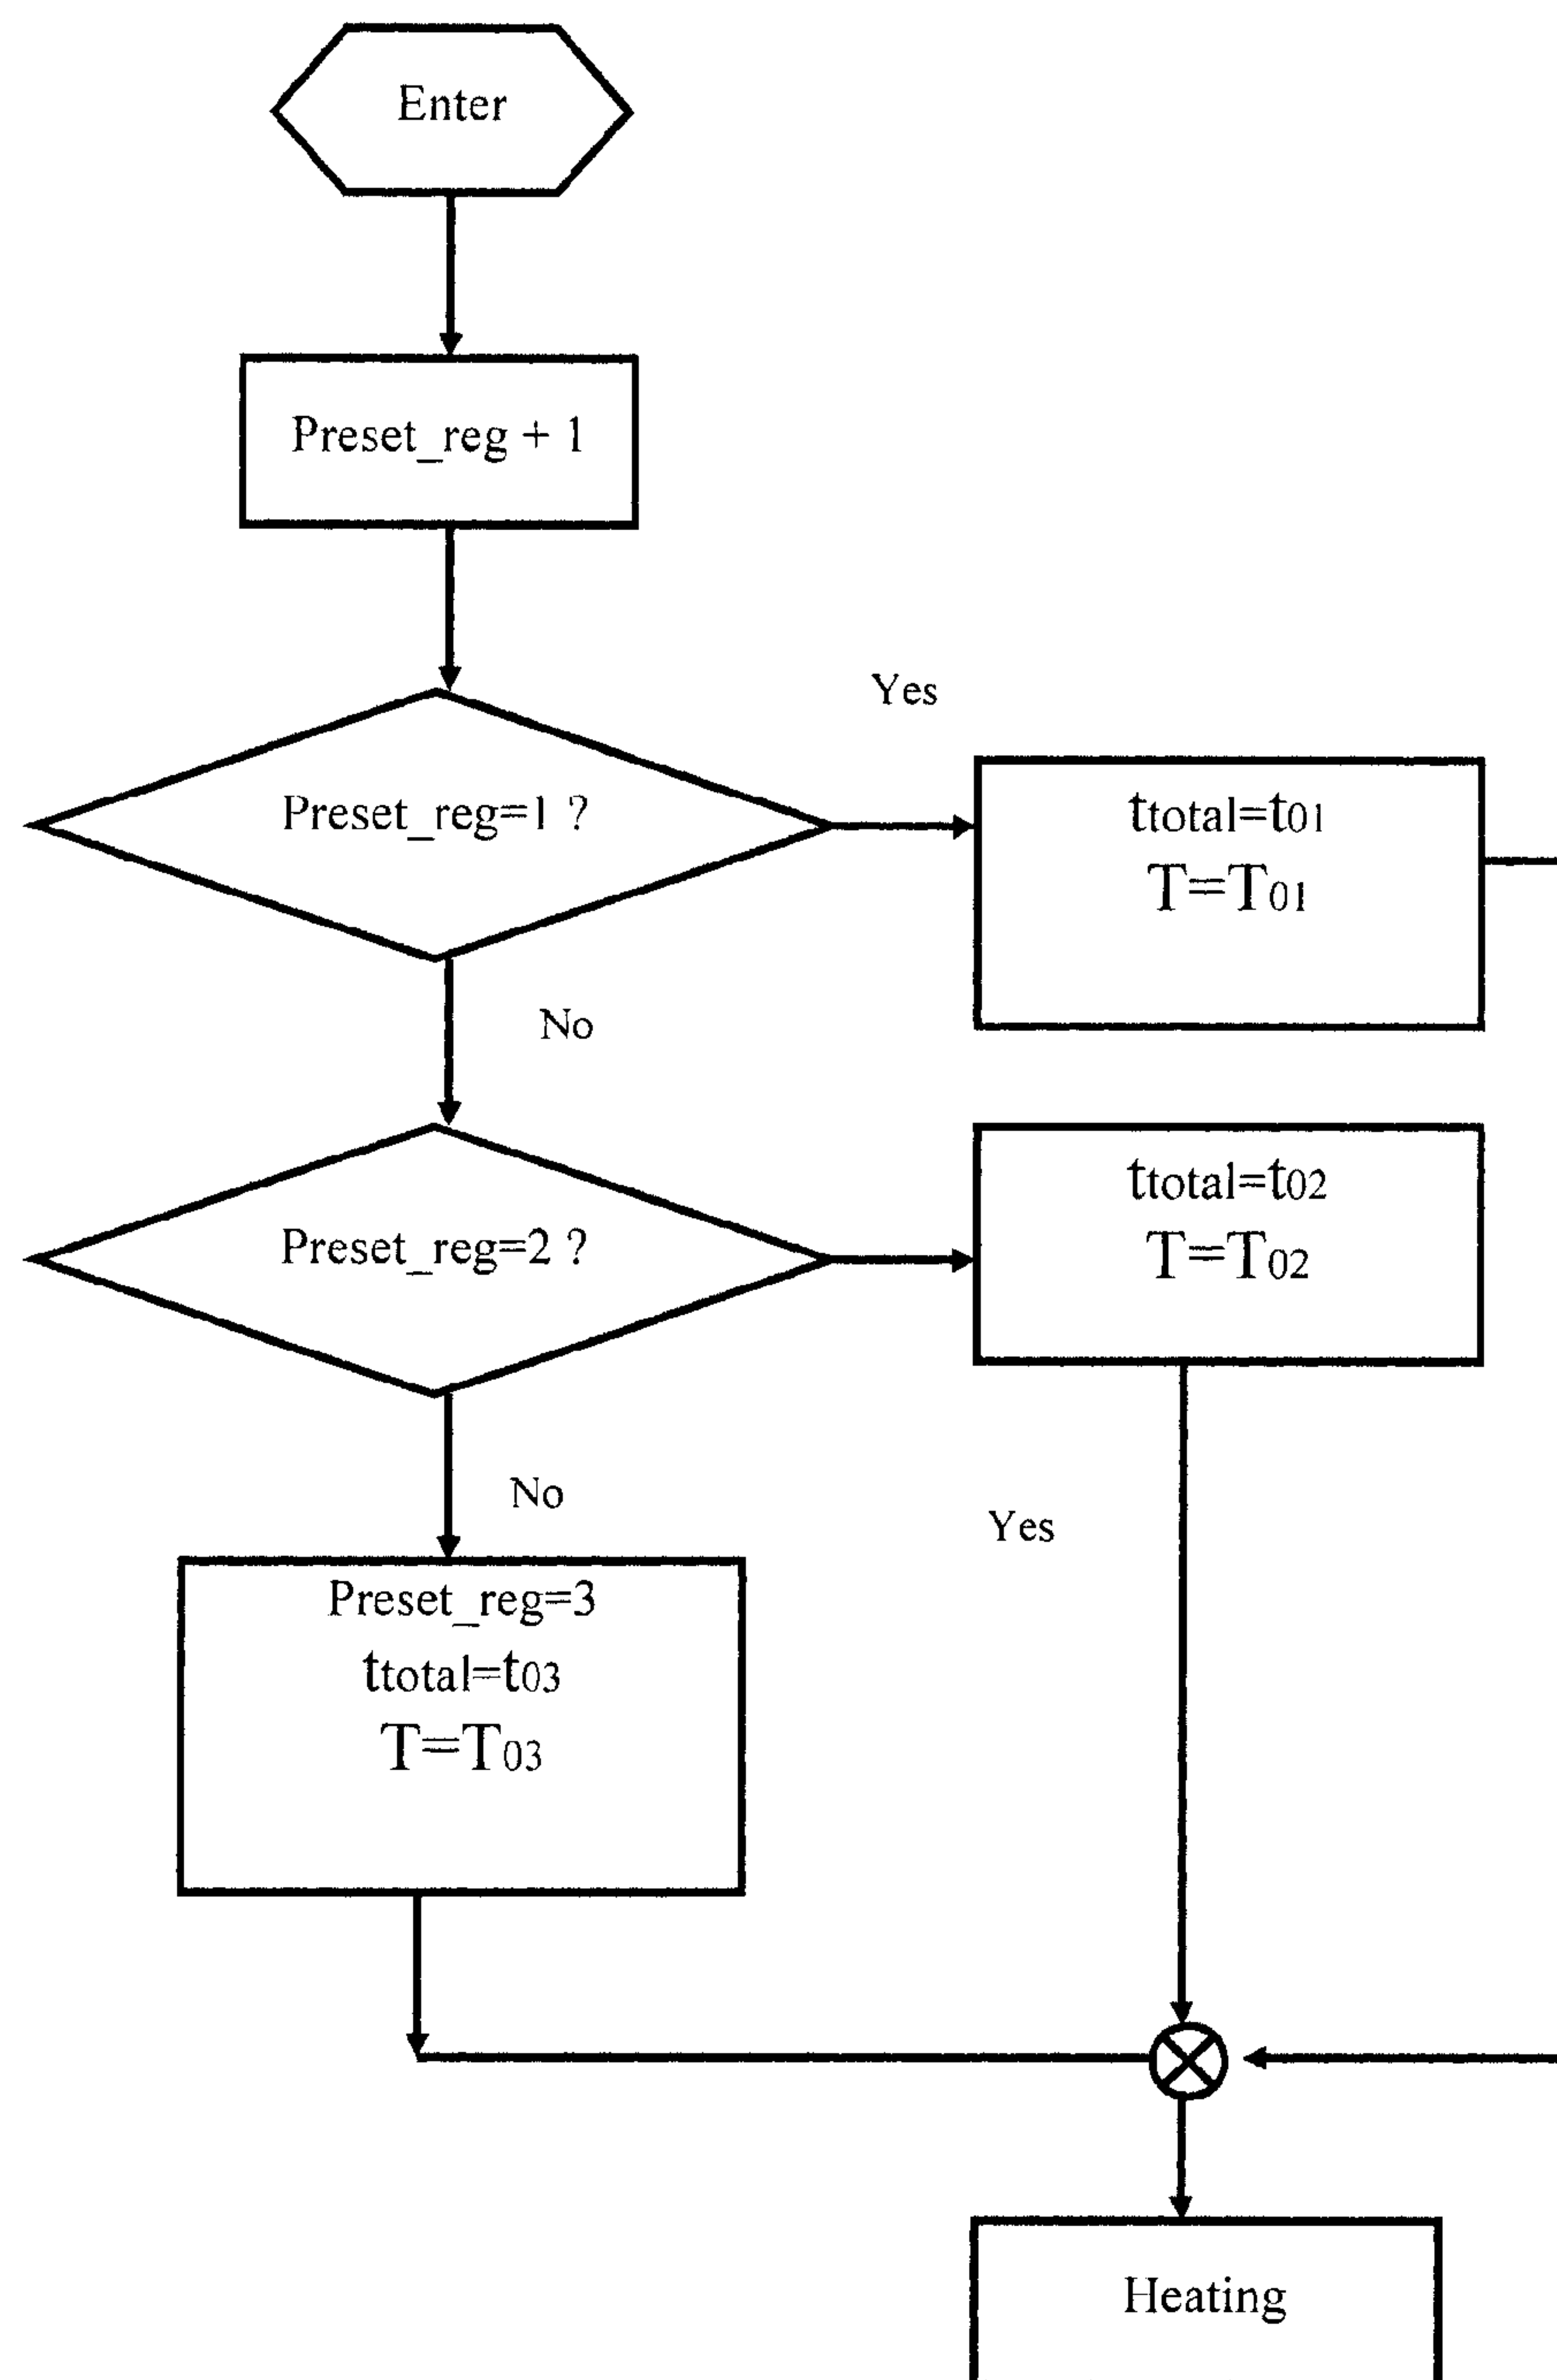 Enter
Preset_reg + 1
Yes
Preset_reg=1 ?
ttotal=t01
T=T01
No
Preset_reg=2 ?
ttotal=t02
T=T02
No
Yes
Preset_reg=3
ttotal=t03
T=T03
Heating